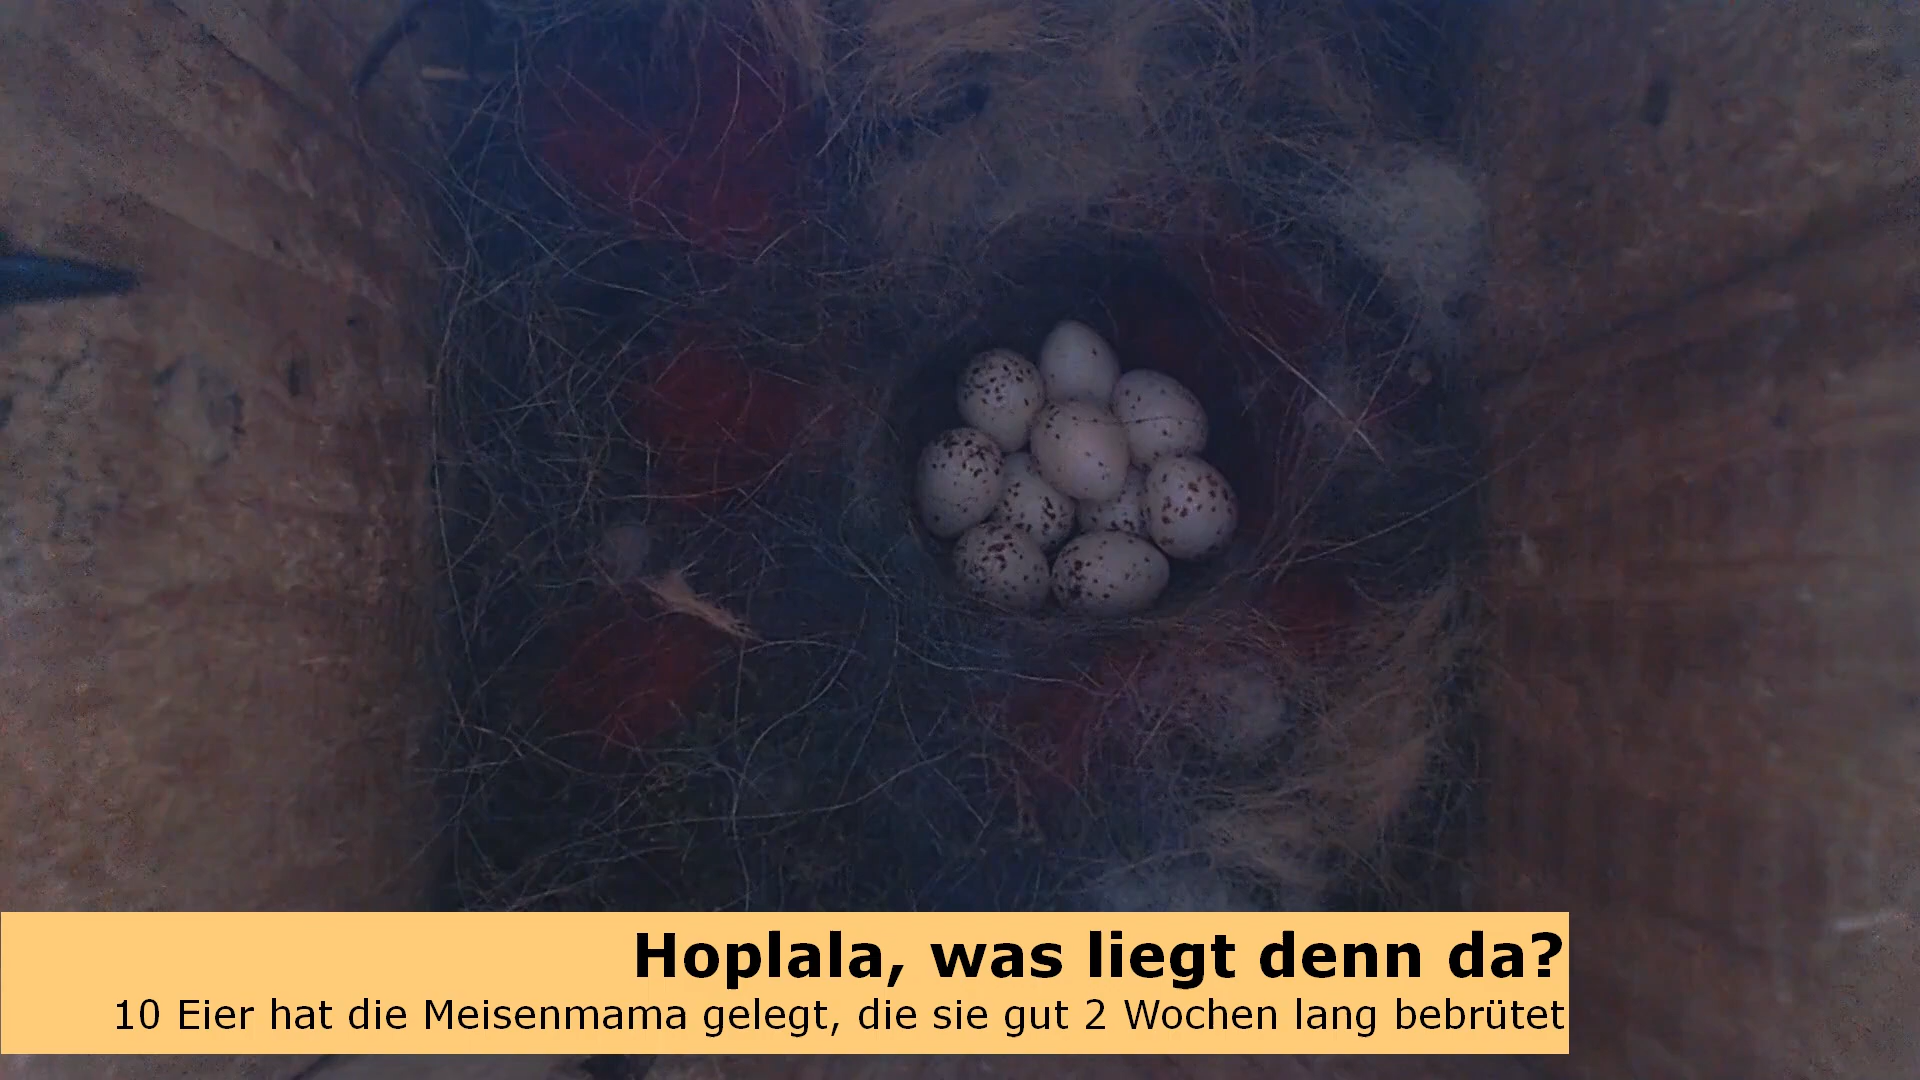 Hoplala, was liegt denn da?
10 Eier hat die Meisenmama gelegt, die sie gut 2 Wochen lang bebrütet